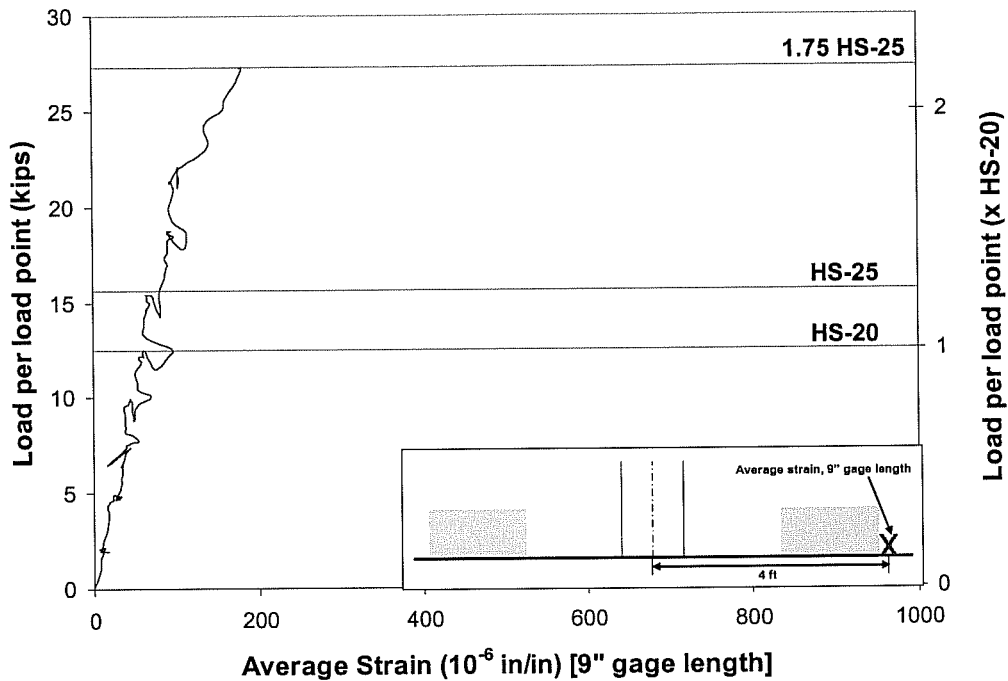 30
25
20
15
10
5
0
Load per load point (kips)
1.75 HS-25
HS-25
HS-20
2
1
0
Load per load point (x HS-20)
Average strain, 9" gage length
X
4 ft
0
200
400
600
800
1000
Average Strain (10⁻⁶ in/in) [9" gage length]